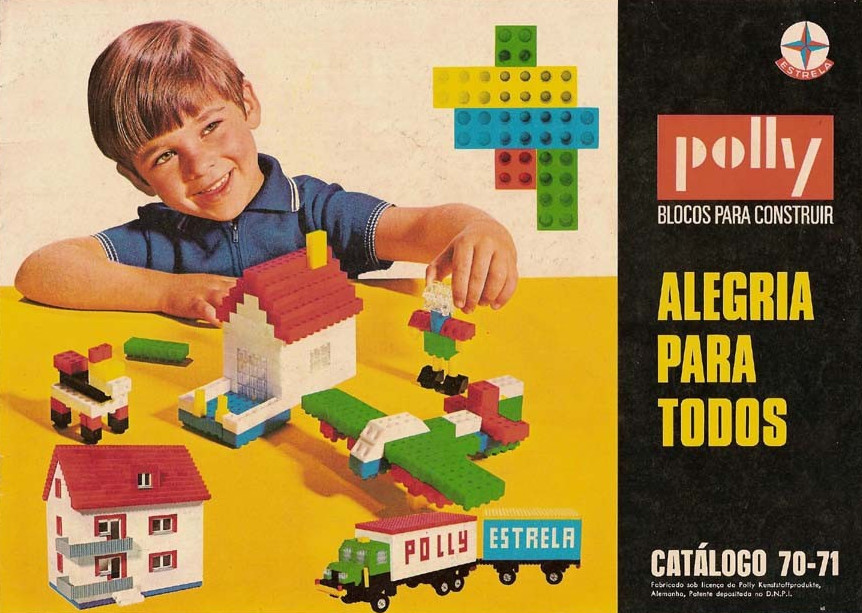 ESTRELA
polly
BLOCOS PARA CONSTRUIR
ALEGRIA
PARA
TODOS
POLLY
ESTRELA
CATÁLOGO 70-71
Fabricado sob licença da Polly Kunststoffprodukte,
Alemanha, Patente depositada no D.N.P.I.